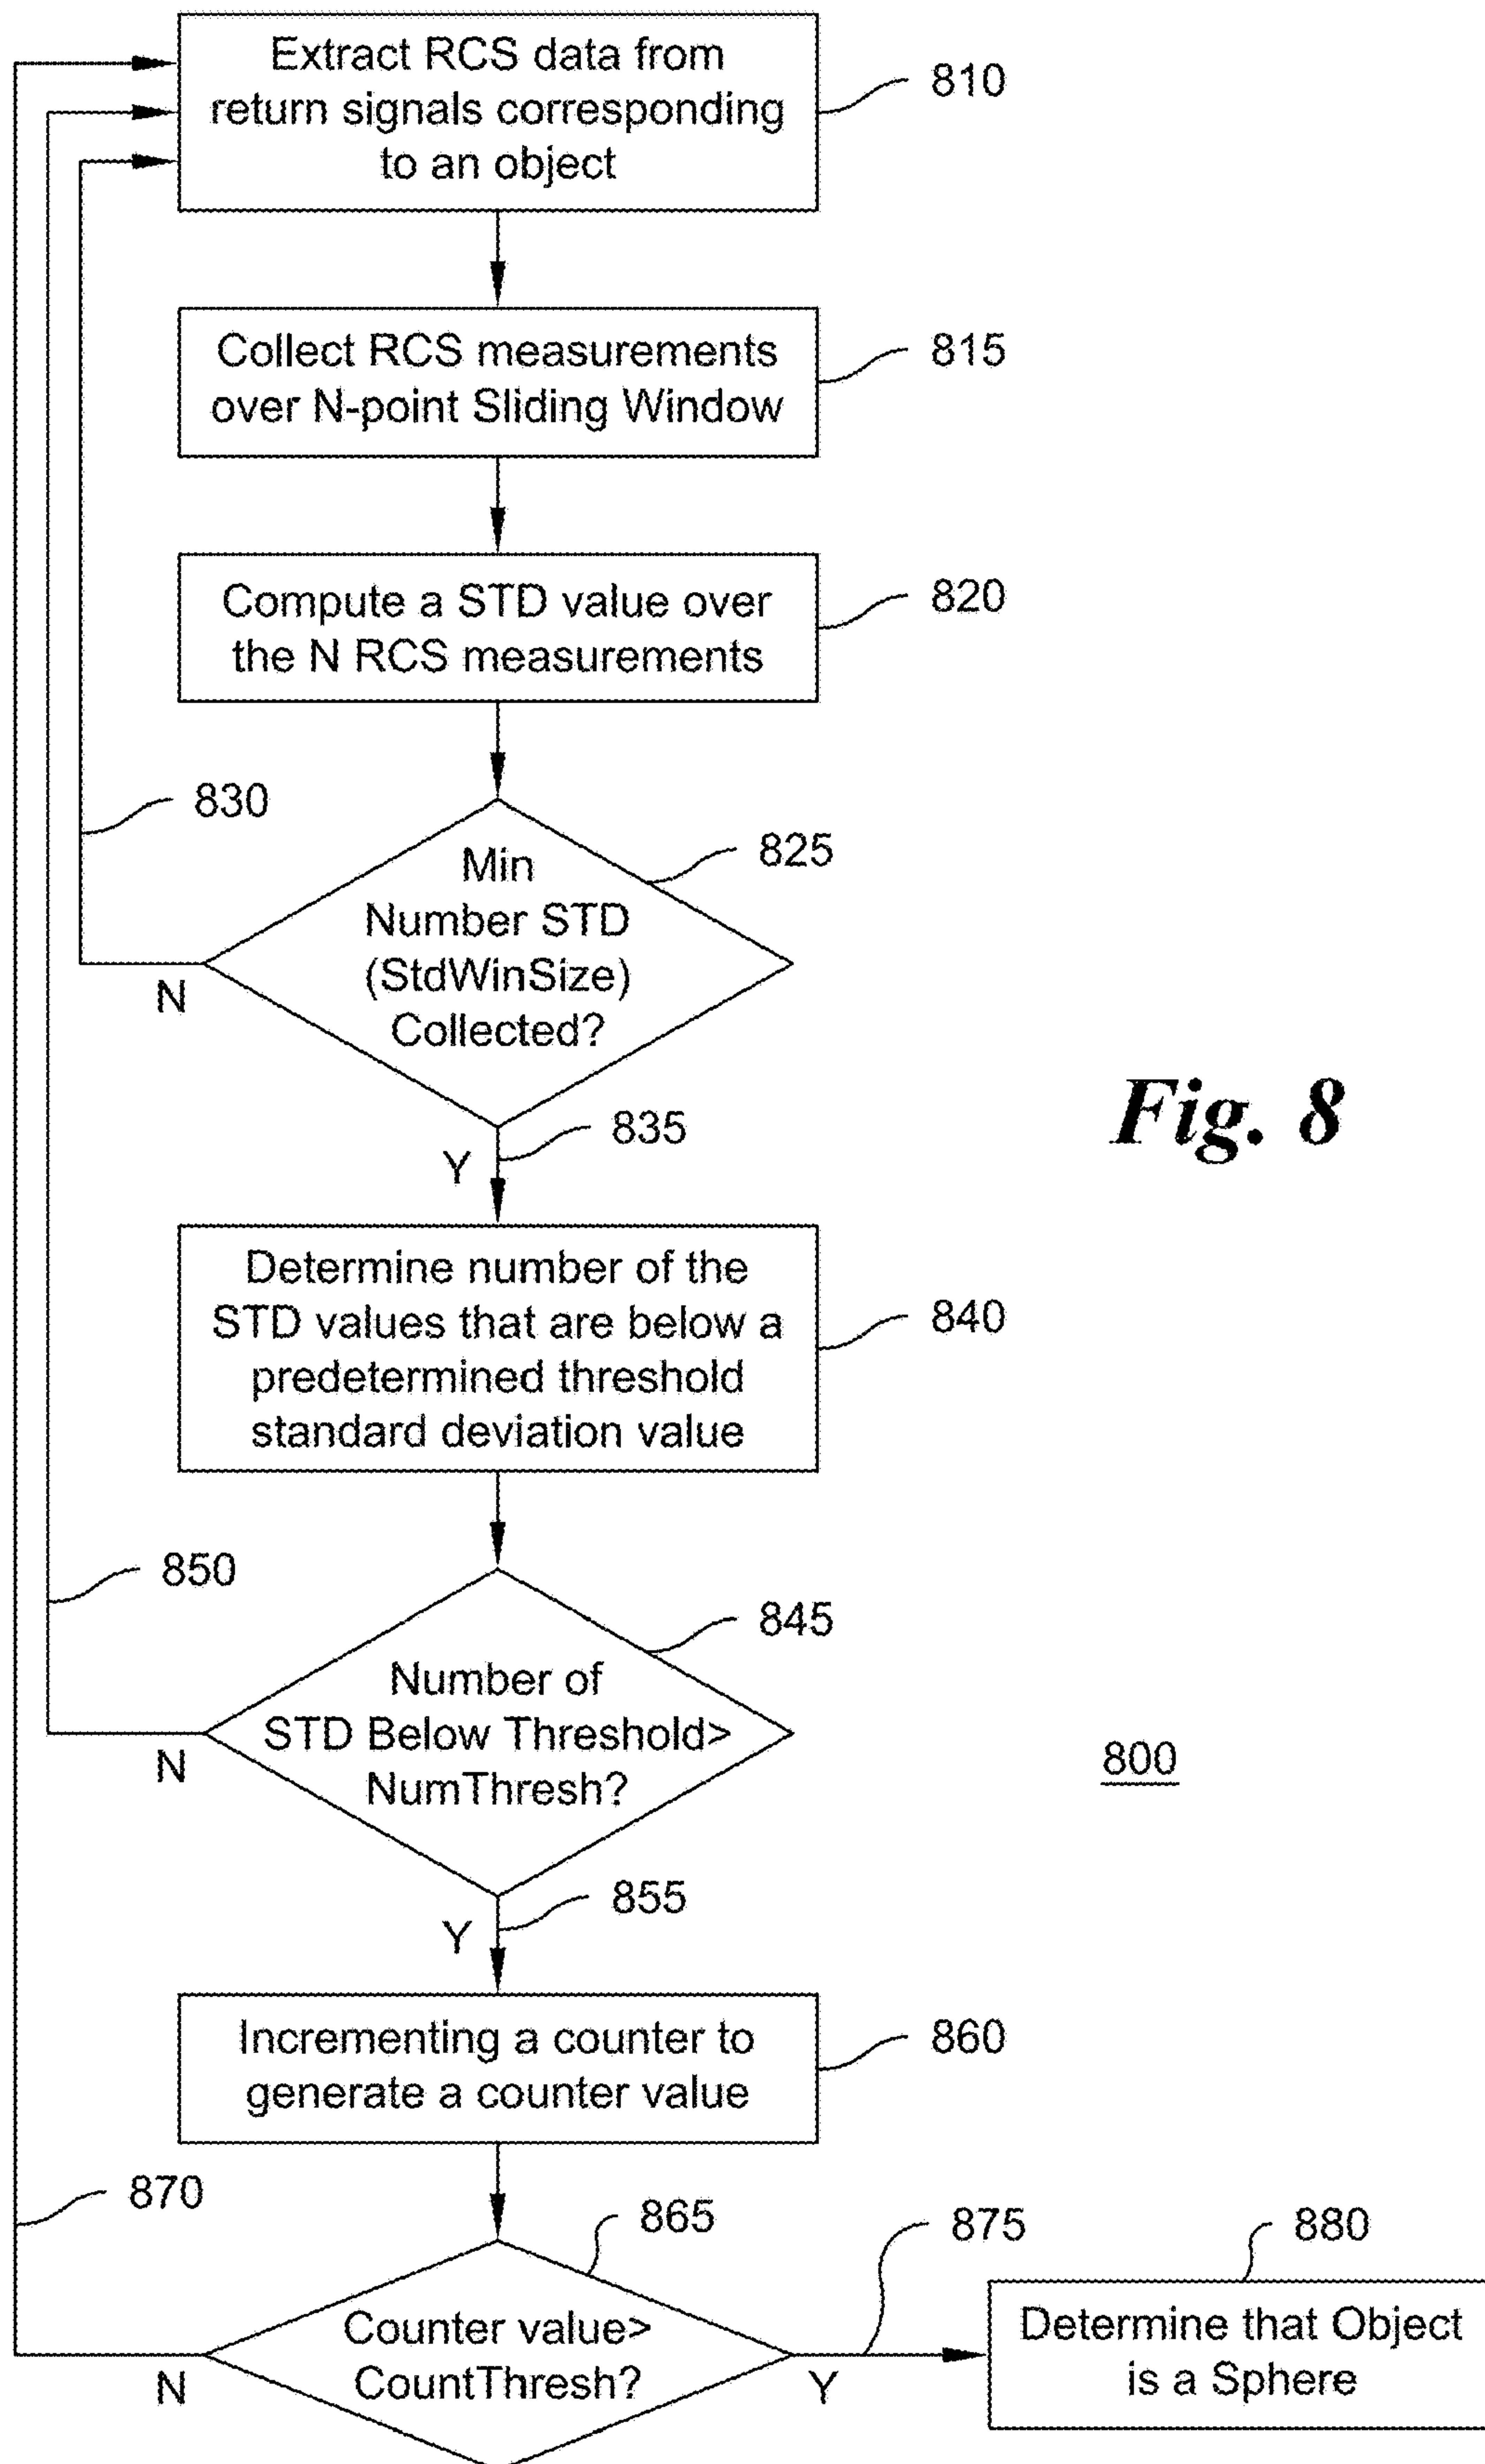 Extract RCS data from
return signals corresponding
to an object
810
Collect RCS measurements
over N-point Sliding Window
815
Compute a STD value over
the N RCS measurements
820
830
Min
Number STD
(StdWinSize)
Collected?
825
N
835
Y
Fig. 8
Determine number of the
STD values that are below a
predetermined threshold
standard deviation value
840
850
Number of
STD Below Threshold>
NumThresh?
845
N
800
855
Y
Incrementing a counter to
generate a counter value
860
870
865
875
880
Counter value>
CountThresh?
N
Y
Determine that Object
is a Sphere